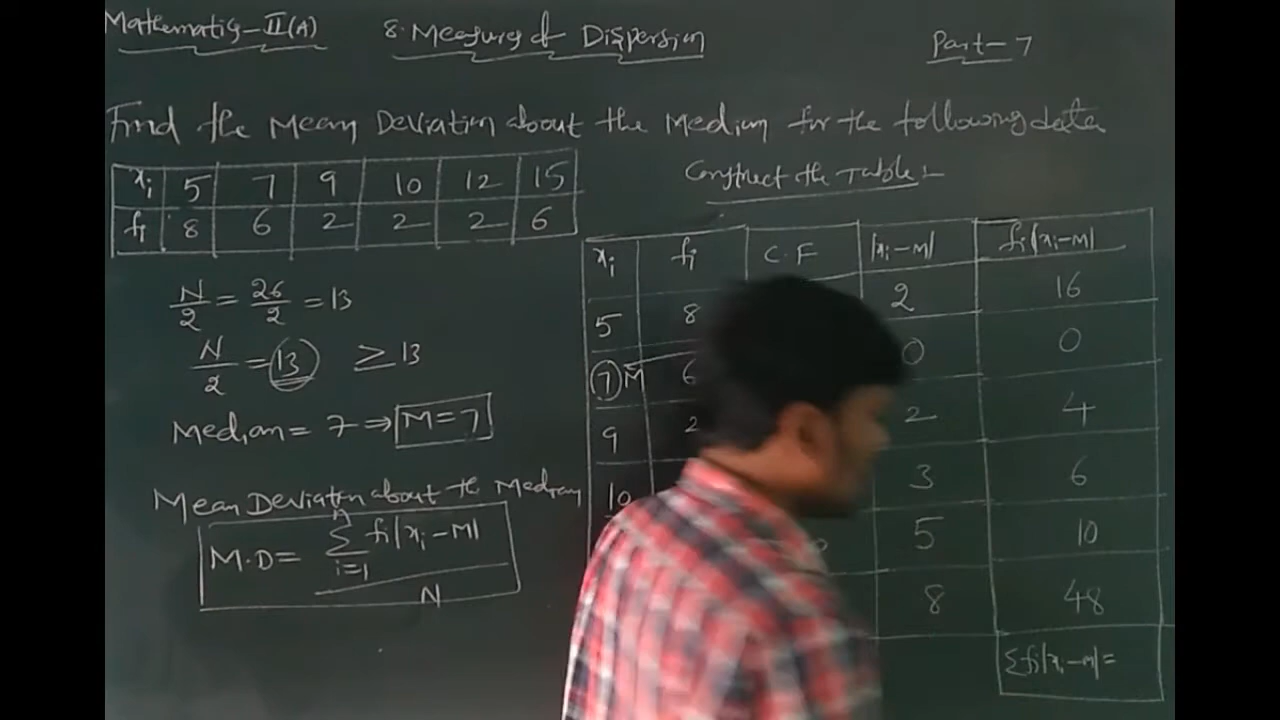 Mathematics-II(A) 8. Measures of Dispersion Part-7
Find the Mean Deviation about the Median for the following data
xi 5 7 9 10 12 15
fi 8 6 2 2 2 6
Construct the Table:-
N/2 = 26/2 = 13
N/2 = 13 ≥ 13
Median = 7 ⇒ M = 7
Mean Deviation about the Median
M.D = n Σ i=1 fi|xi-M| / N
xi fi C.F |xi-M| fi|xi-M|
5 8 2 16
7 M 6 0 0
9 2 2 4
10 3 6
5 10
8 48
Σfi|xi-M| =